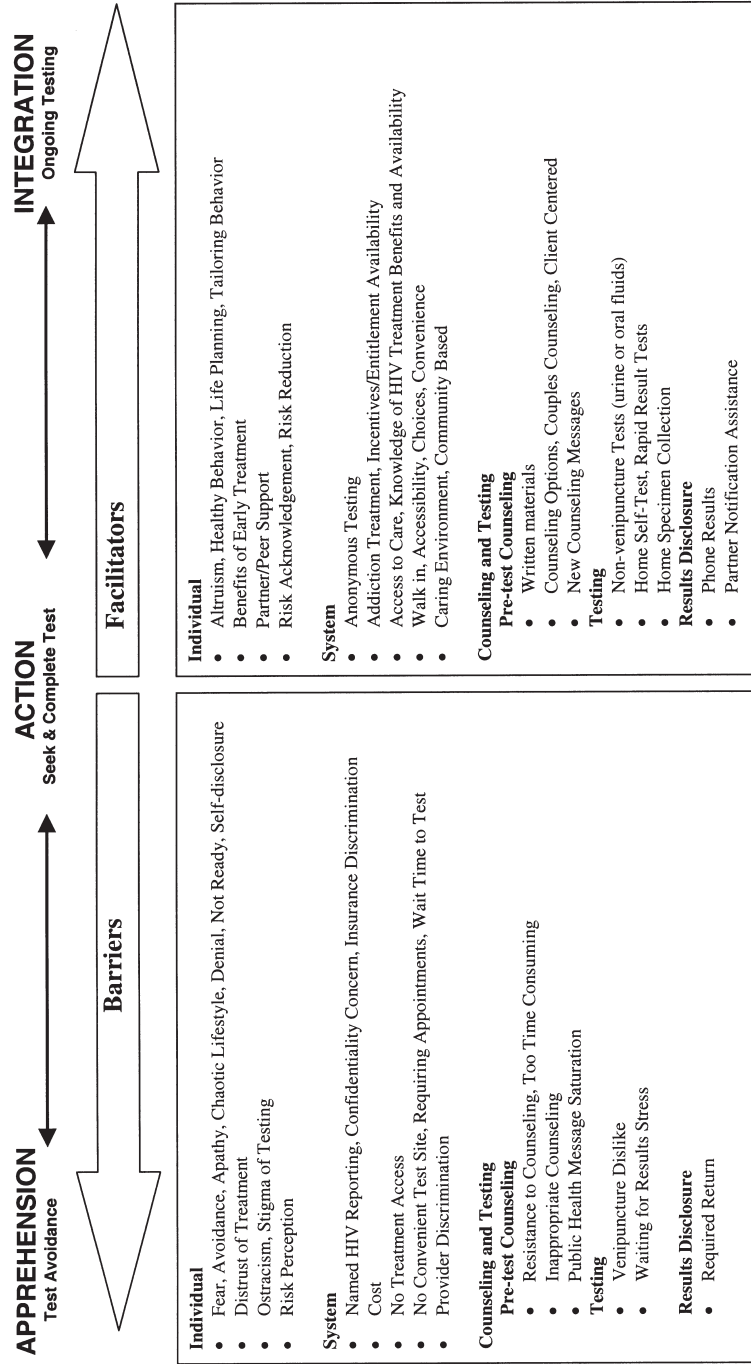 APPREHENSION
Test Avoidance
ACTION
Seek & Complete Test
INTEGRATION
Ongoing Testing
Barriers
Facilitators
Individual
• Fear, Avoidance, Apathy, Chaotic Lifestyle, Denial, Not Ready, Self-disclosure
• Distrust of Treatment
• Ostracism, Stigma of Testing
• Risk Perception
System
• Named HIV Reporting, Confidentiality Concern, Insurance Discrimination
• Cost
• No Treatment Access
• No Convenient Test Site, Requiring Appointments, Wait Time to Test
• Provider Discrimination
Counseling and Testing
Pre-test Counseling
• Resistance to Counseling, Too Time Consuming
• Inappropriate Counseling
• Public Health Message Saturation
Testing
• Venipuncture Dislike
• Waiting for Results Stress
Results Disclosure
• Required Return
Individual
• Altruism, Healthy Behavior, Life Planning, Tailoring Behavior
• Benefits of Early Treatment
• Partner/Peer Support
• Risk Acknowledgement, Risk Reduction
System
• Anonymous Testing
• Addiction Treatment, Incentives/Entitlement Availability
• Access to Care, Knowledge of HIV Treatment Benefits and Availability
• Walk in, Accessibility, Choices, Convenience
• Caring Environment, Community Based
Counseling and Testing
Pre-test Counseling
• Written materials
• Counseling Options, Couples Counseling, Client Centered
• New Counseling Messages
Testing
• Non-venipuncture Tests (urine or oral fluids)
• Home Self-Test, Rapid Result Tests
• Home Specimen Collection
Results Disclosure
• Phone Results
• Partner Notification Assistance